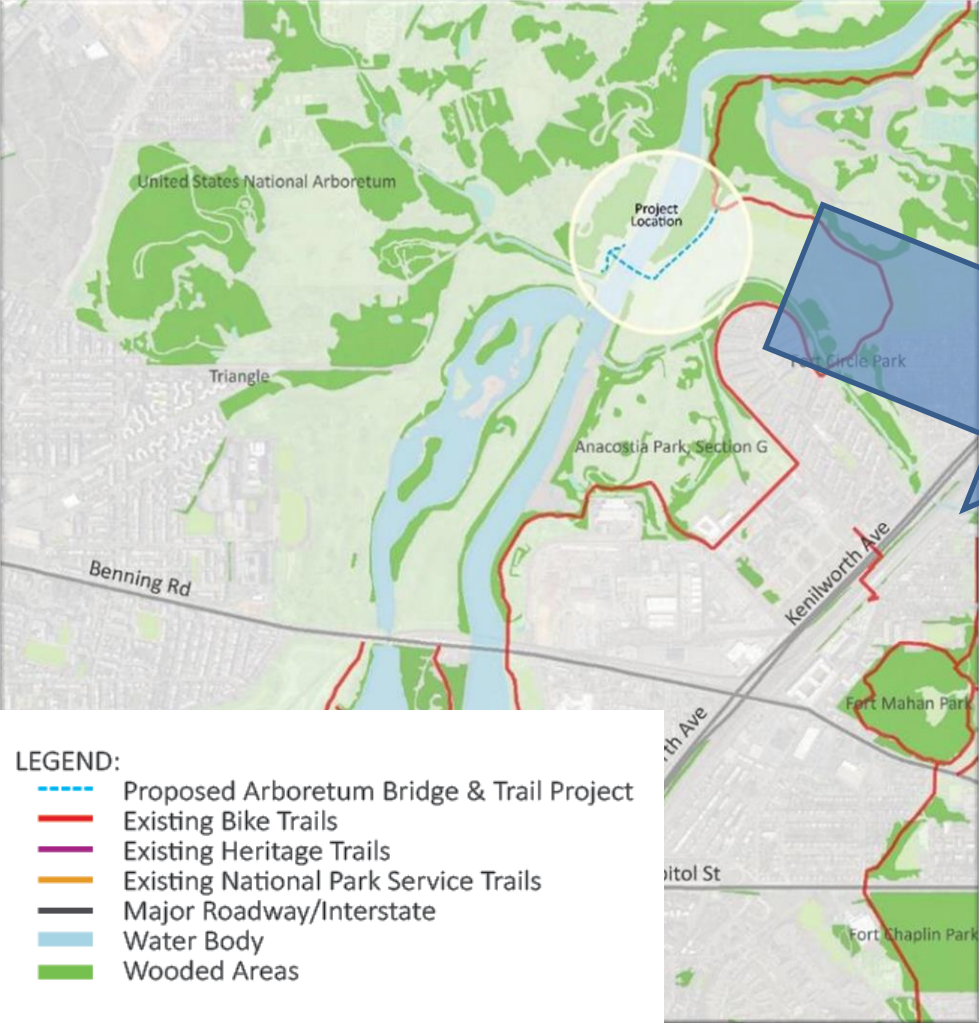 United States National Arboretum
Project
Location
Fort Circle Park
Triangle
Anacostia Park, Section G
Benning Rd
Kenilworth Ave
Fort Mahan Park
rth Ave
LEGEND:
Proposed Arboretum Bridge & Trail Project
Existing Bike Trails
Existing Heritage Trails
Existing National Park Service Trails
Major Roadway/Interstate
Water Body
Wooded Areas
pitol St
Fort Chaplin Park